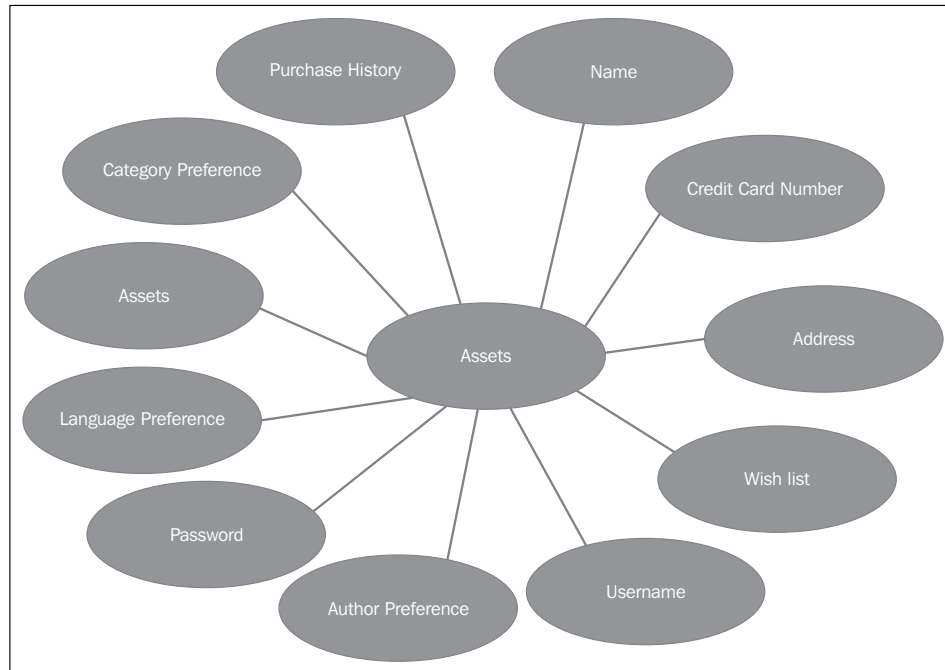 Purchase History
Name
Category Preference
Credit Card Number
Assets
Address
Assets
Language Preference
Wish list
Password
Username
Author Preference